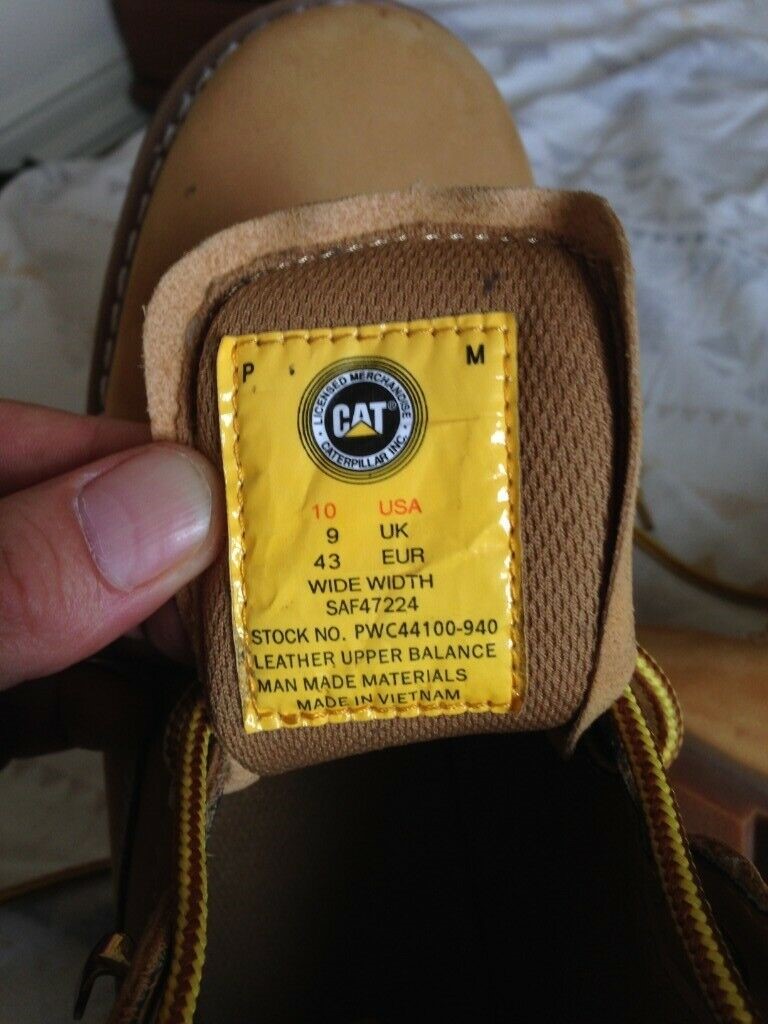 P M
LICENSED MERCHANDISE
CAT®
CATERPILLAR INC.
10 USA
9 UK
43 EUR
WIDE WIDTH
SAF47224
STOCK NO. PWC44100-940
LEATHER UPPER BALANCE
MAN MADE MATERIALS
MADE IN VIETNAM